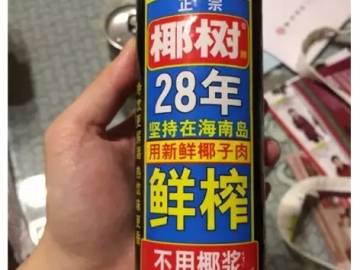 正宗
椰树
28年
坚持在海南岛
用新鲜椰子肉
鲜榨
不用椰浆